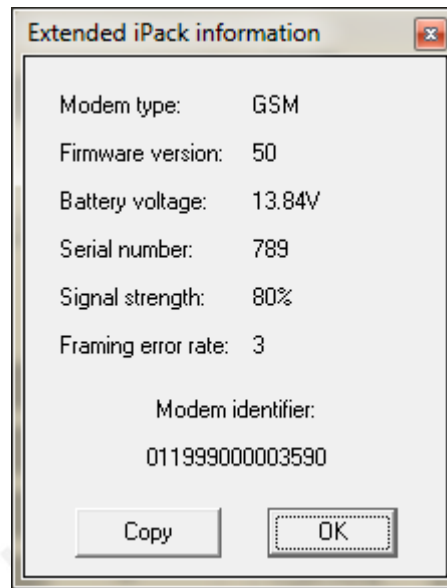 Extended iPack information
Modem type: GSM
Firmware version: 50
Battery voltage: 13.84V
Serial number: 789
Signal strength: 80%
Framing error rate: 3
Modem identifier:
011999000003590
Copy OK